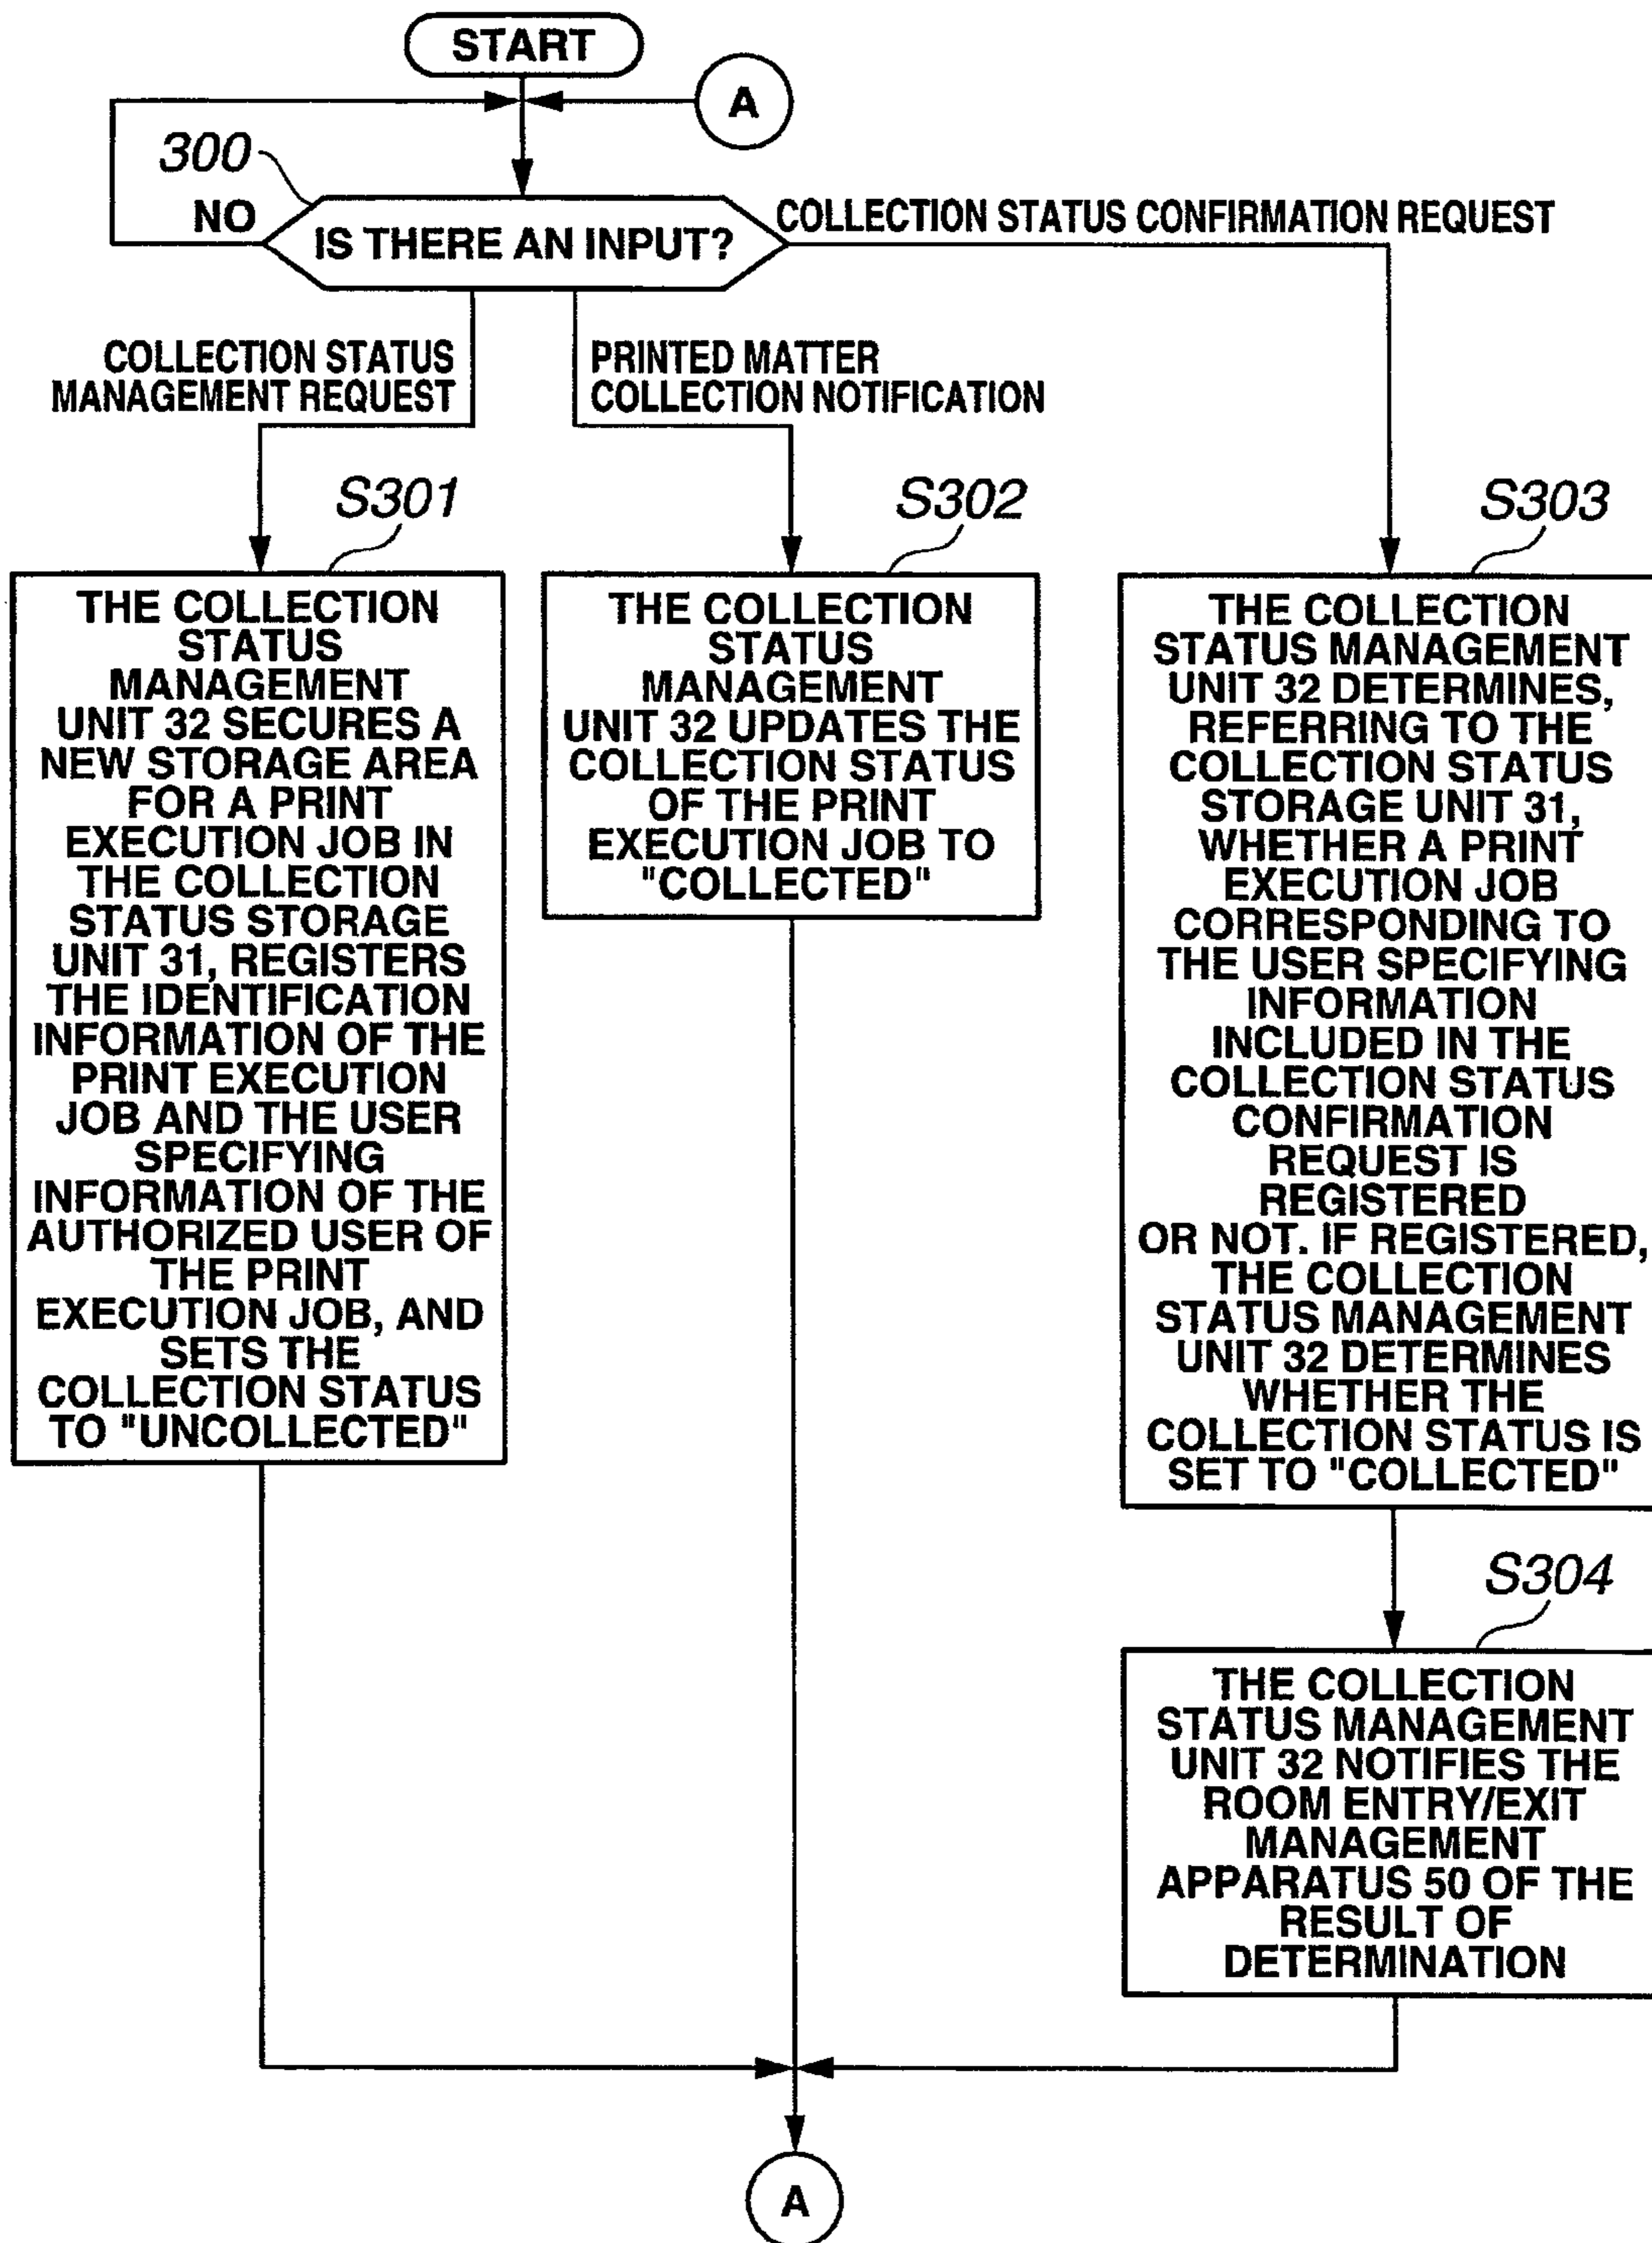 START
A
300
NO
IS THERE AN INPUT?
COLLECTION STATUS CONFIRMATION REQUEST
COLLECTION STATUS
MANAGEMENT REQUEST
PRINTED MATTER
COLLECTION NOTIFICATION
S301
THE COLLECTION
STATUS
MANAGEMENT
UNIT 32 SECURES A
NEW STORAGE AREA
FOR A PRINT
EXECUTION JOB IN
THE COLLECTION
STATUS STORAGE
UNIT 31, REGISTERS
THE IDENTIFICATION
INFORMATION OF THE
PRINT EXECUTION
JOB AND THE USER
SPECIFYING
INFORMATION OF THE
AUTHORIZED USER OF
THE PRINT
EXECUTION JOB, AND
SETS THE
COLLECTION STATUS
TO "UNCOLLECTED"
S302
THE COLLECTION
STATUS
MANAGEMENT
UNIT 32 UPDATES THE
COLLECTION STATUS
OF THE PRINT
EXECUTION JOB TO
"COLLECTED"
S303
THE COLLECTION
STATUS MANAGEMENT
UNIT 32 DETERMINES,
REFERRING TO THE
COLLECTION STATUS
STORAGE UNIT 31,
WHETHER A PRINT
EXECUTION JOB
CORRESPONDING TO
THE USER SPECIFYING
INFORMATION
INCLUDED IN THE
COLLECTION STATUS
CONFIRMATION
REQUEST IS
REGISTERED
OR NOT. IF REGISTERED,
THE COLLECTION
STATUS MANAGEMENT
UNIT 32 DETERMINES
WHETHER THE
COLLECTION STATUS IS
SET TO "COLLECTED"
S304
THE COLLECTION
STATUS MANAGEMENT
UNIT 32 NOTIFIES THE
ROOM ENTRY/EXIT
MANAGEMENT
APPARATUS 50 OF THE
RESULT OF
DETERMINATION
A